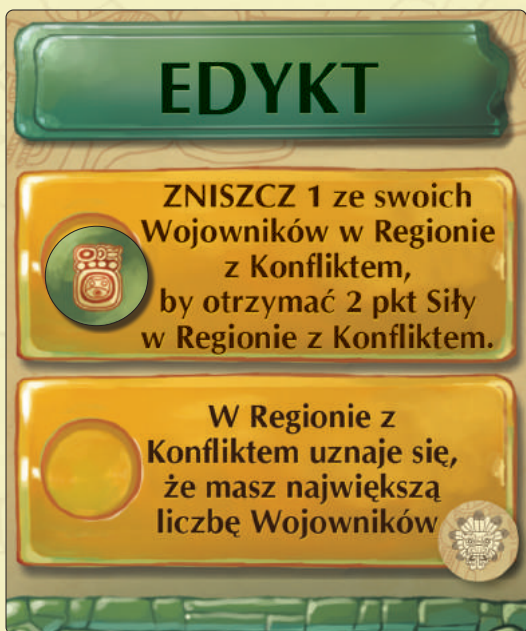 EDYKT
ZNISZCZ 1 ze swoich
Wojowników w Regionie
z Konfliktem,
by otrzymać 2 pkt Siły
w Regionie z Konfliktem.
W Regionie z
Konfliktem uznaje się,
że masz największą
liczbę Wojowników